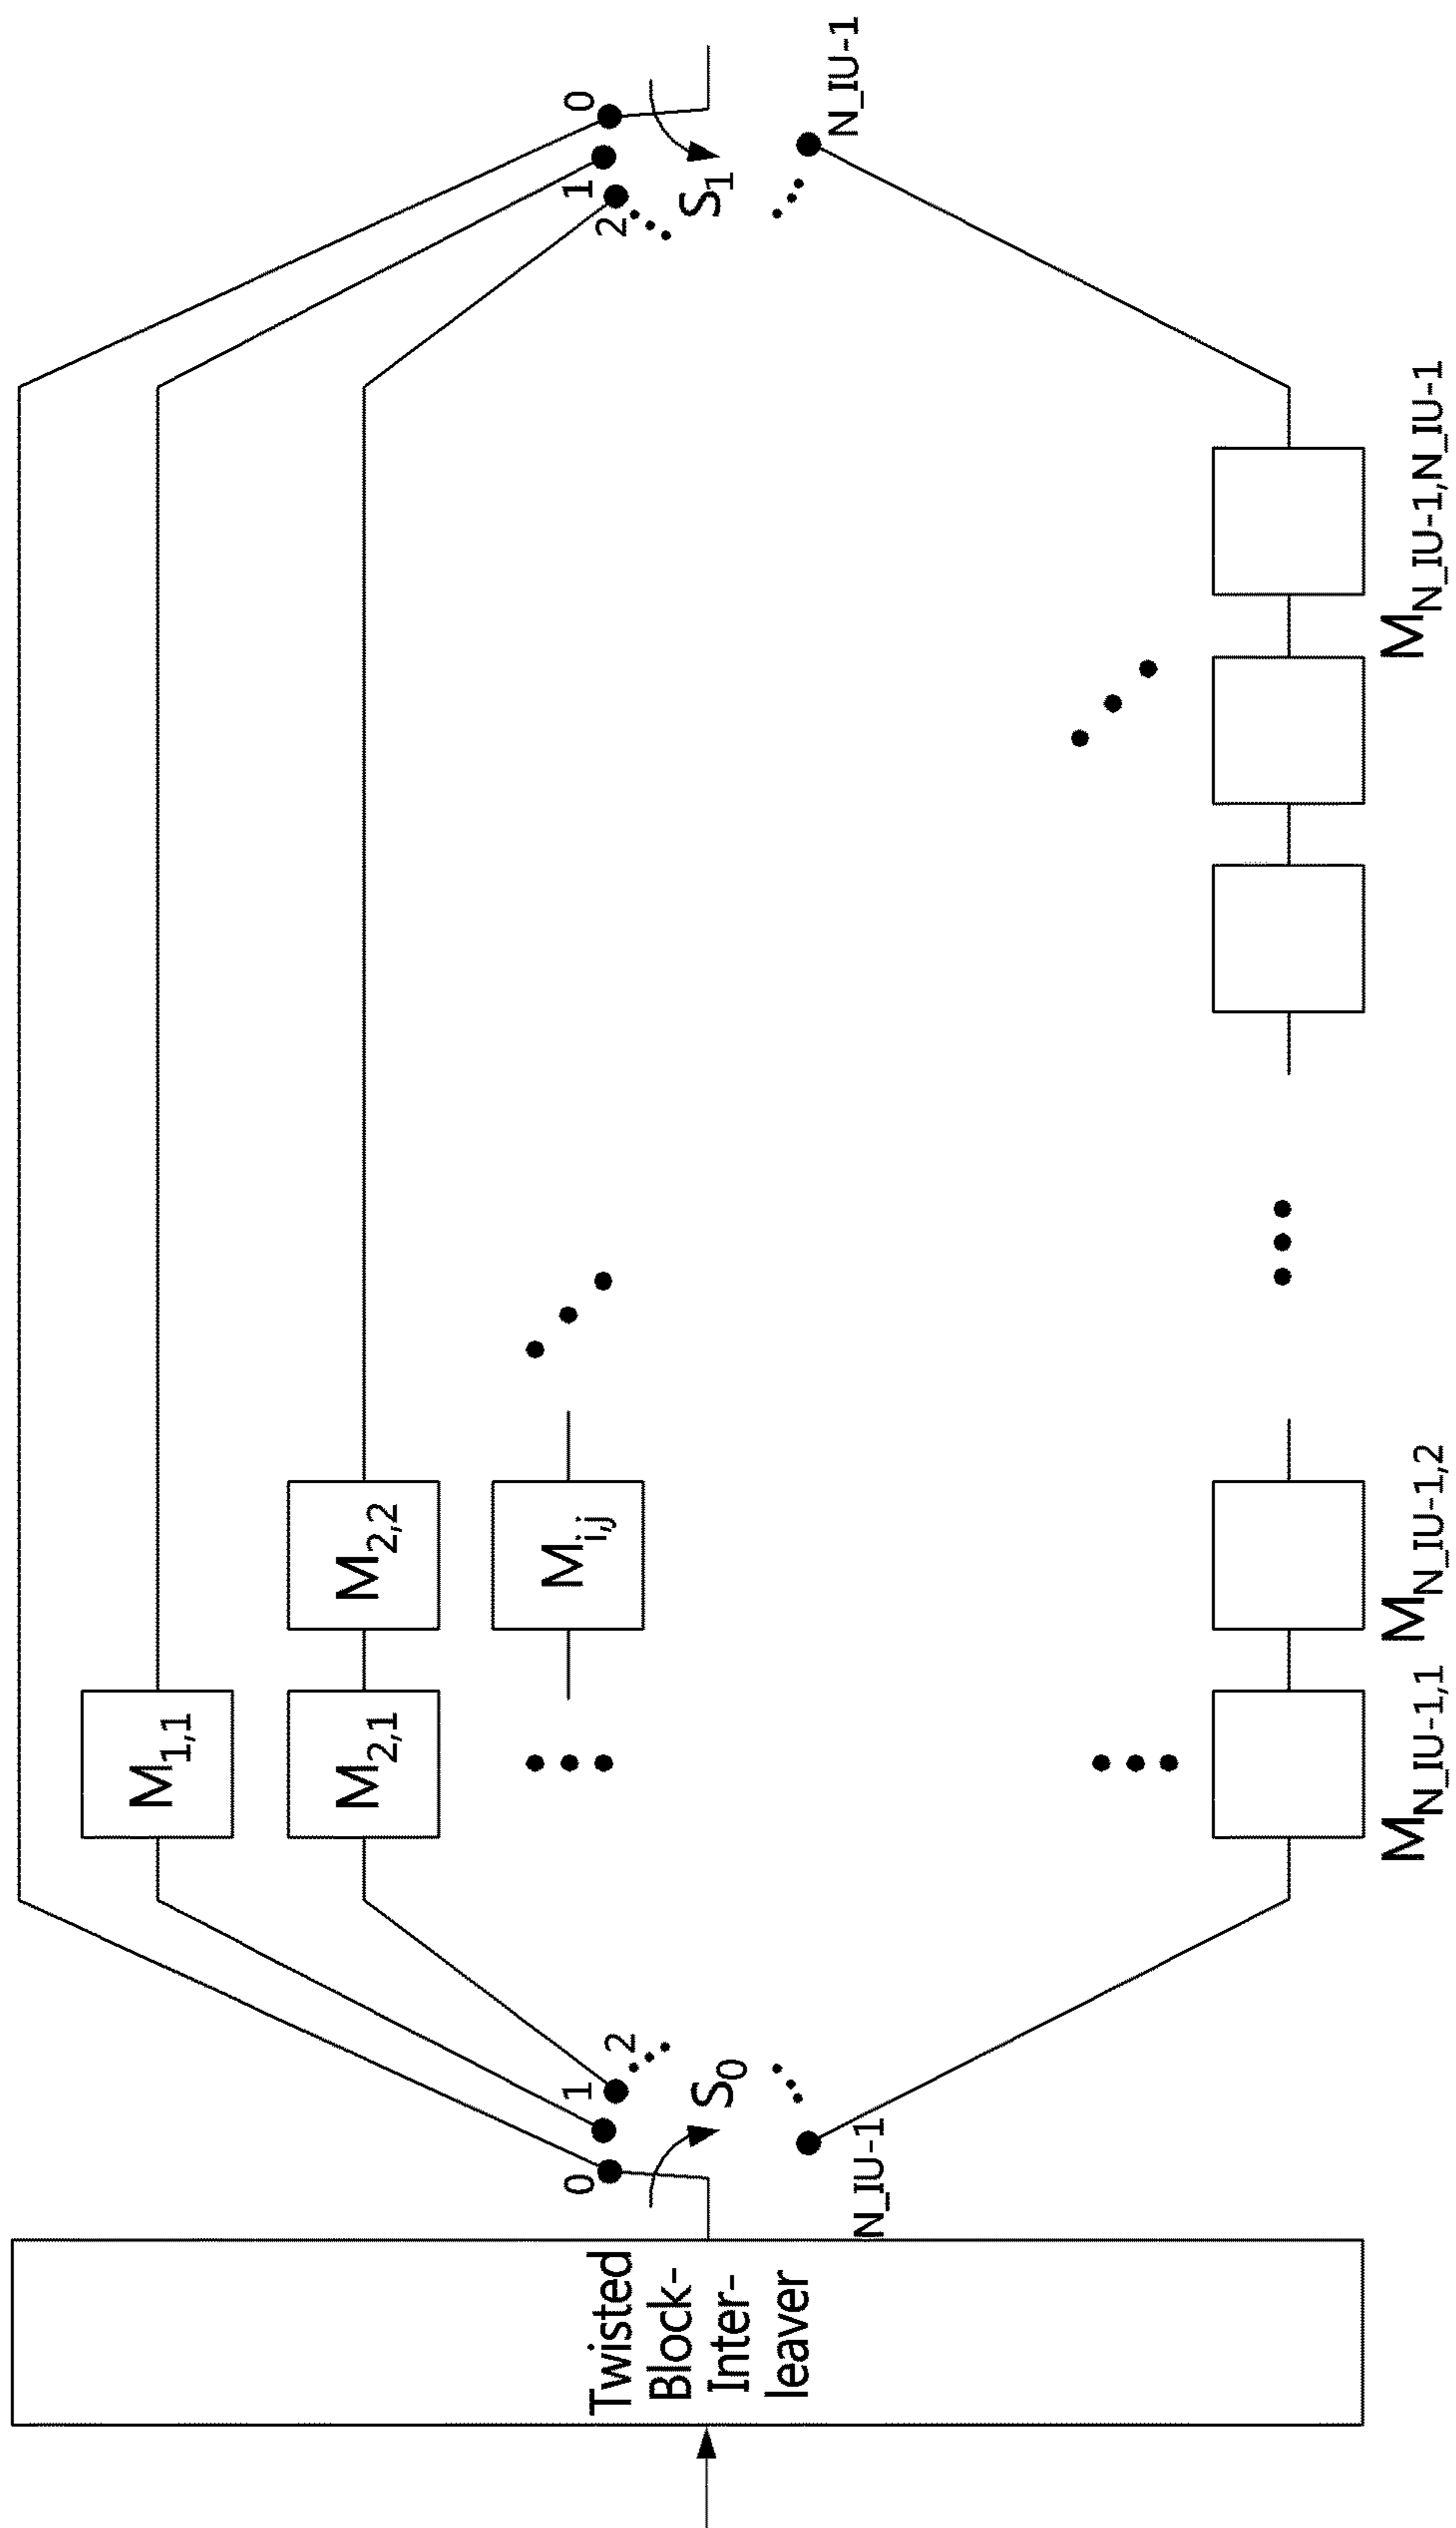 Twisted
Block-
Inter-
leaver
0
1
2
S0
N_IU-1
M1,1
M2,1
M2,2
Mi,j
MN_IU-1,1
MN_IU-1,2
MN_IU-1,N_IU-1
0
1
2
S1
N_IU-1